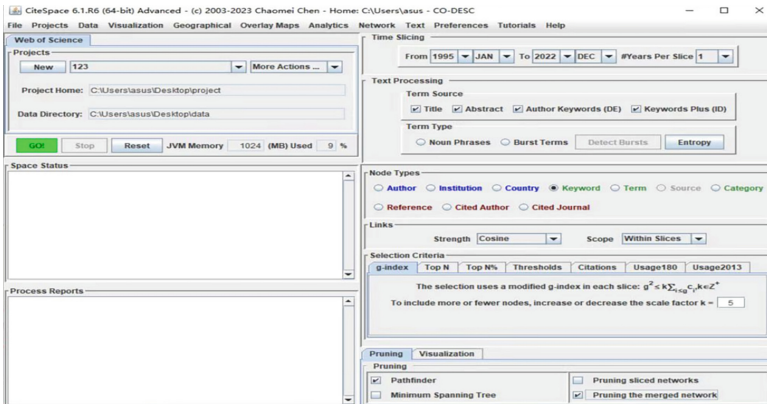 CiteSpace 6.1.R6 (64-bit) Advanced - (c) 2003-2023 Chaomei Chen - Home: C:\Users\asus - CO-DESC
File Projects Data Visualization Geographical Overlay Maps Analytics Network Text Preferences Tutorials Help
Web of Science
Projects
New 123 More Actions ...
Project Home: C:\Users\asus\Desktop\project
Data Directory: C:\Users\asus\Desktop\data
GO! Stop Reset JVM Memory 1024 (MB) Used 9 %
Space Status
Process Reports
Time Slicing
From 1995 JAN To 2022 DEC #Years Per Slice 1
Text Processing
Term Source
Title Abstract Author Keywords (DE) Keywords Plus (ID)
Term Type
Noun Phrases Burst Terms Detect Bursts Entropy
Node Types
Author Institution Country Keyword Term Source Category
Reference Cited Author Cited Journal
Links
Strength Cosine Scope Within Slices
Selection Criteria
g-index Top N Top N% Thresholds Citations Usage180 Usage2013
The selection uses a modified g-index in each slice: g² ≤ k∑i≤g ci, k∈Z⁺
To include more or fewer nodes, increase or decrease the scale factor k = 5
Pruning Visualization
Pruning
Pathfinder Pruning sliced networks
Minimum Spanning Tree Pruning the merged network